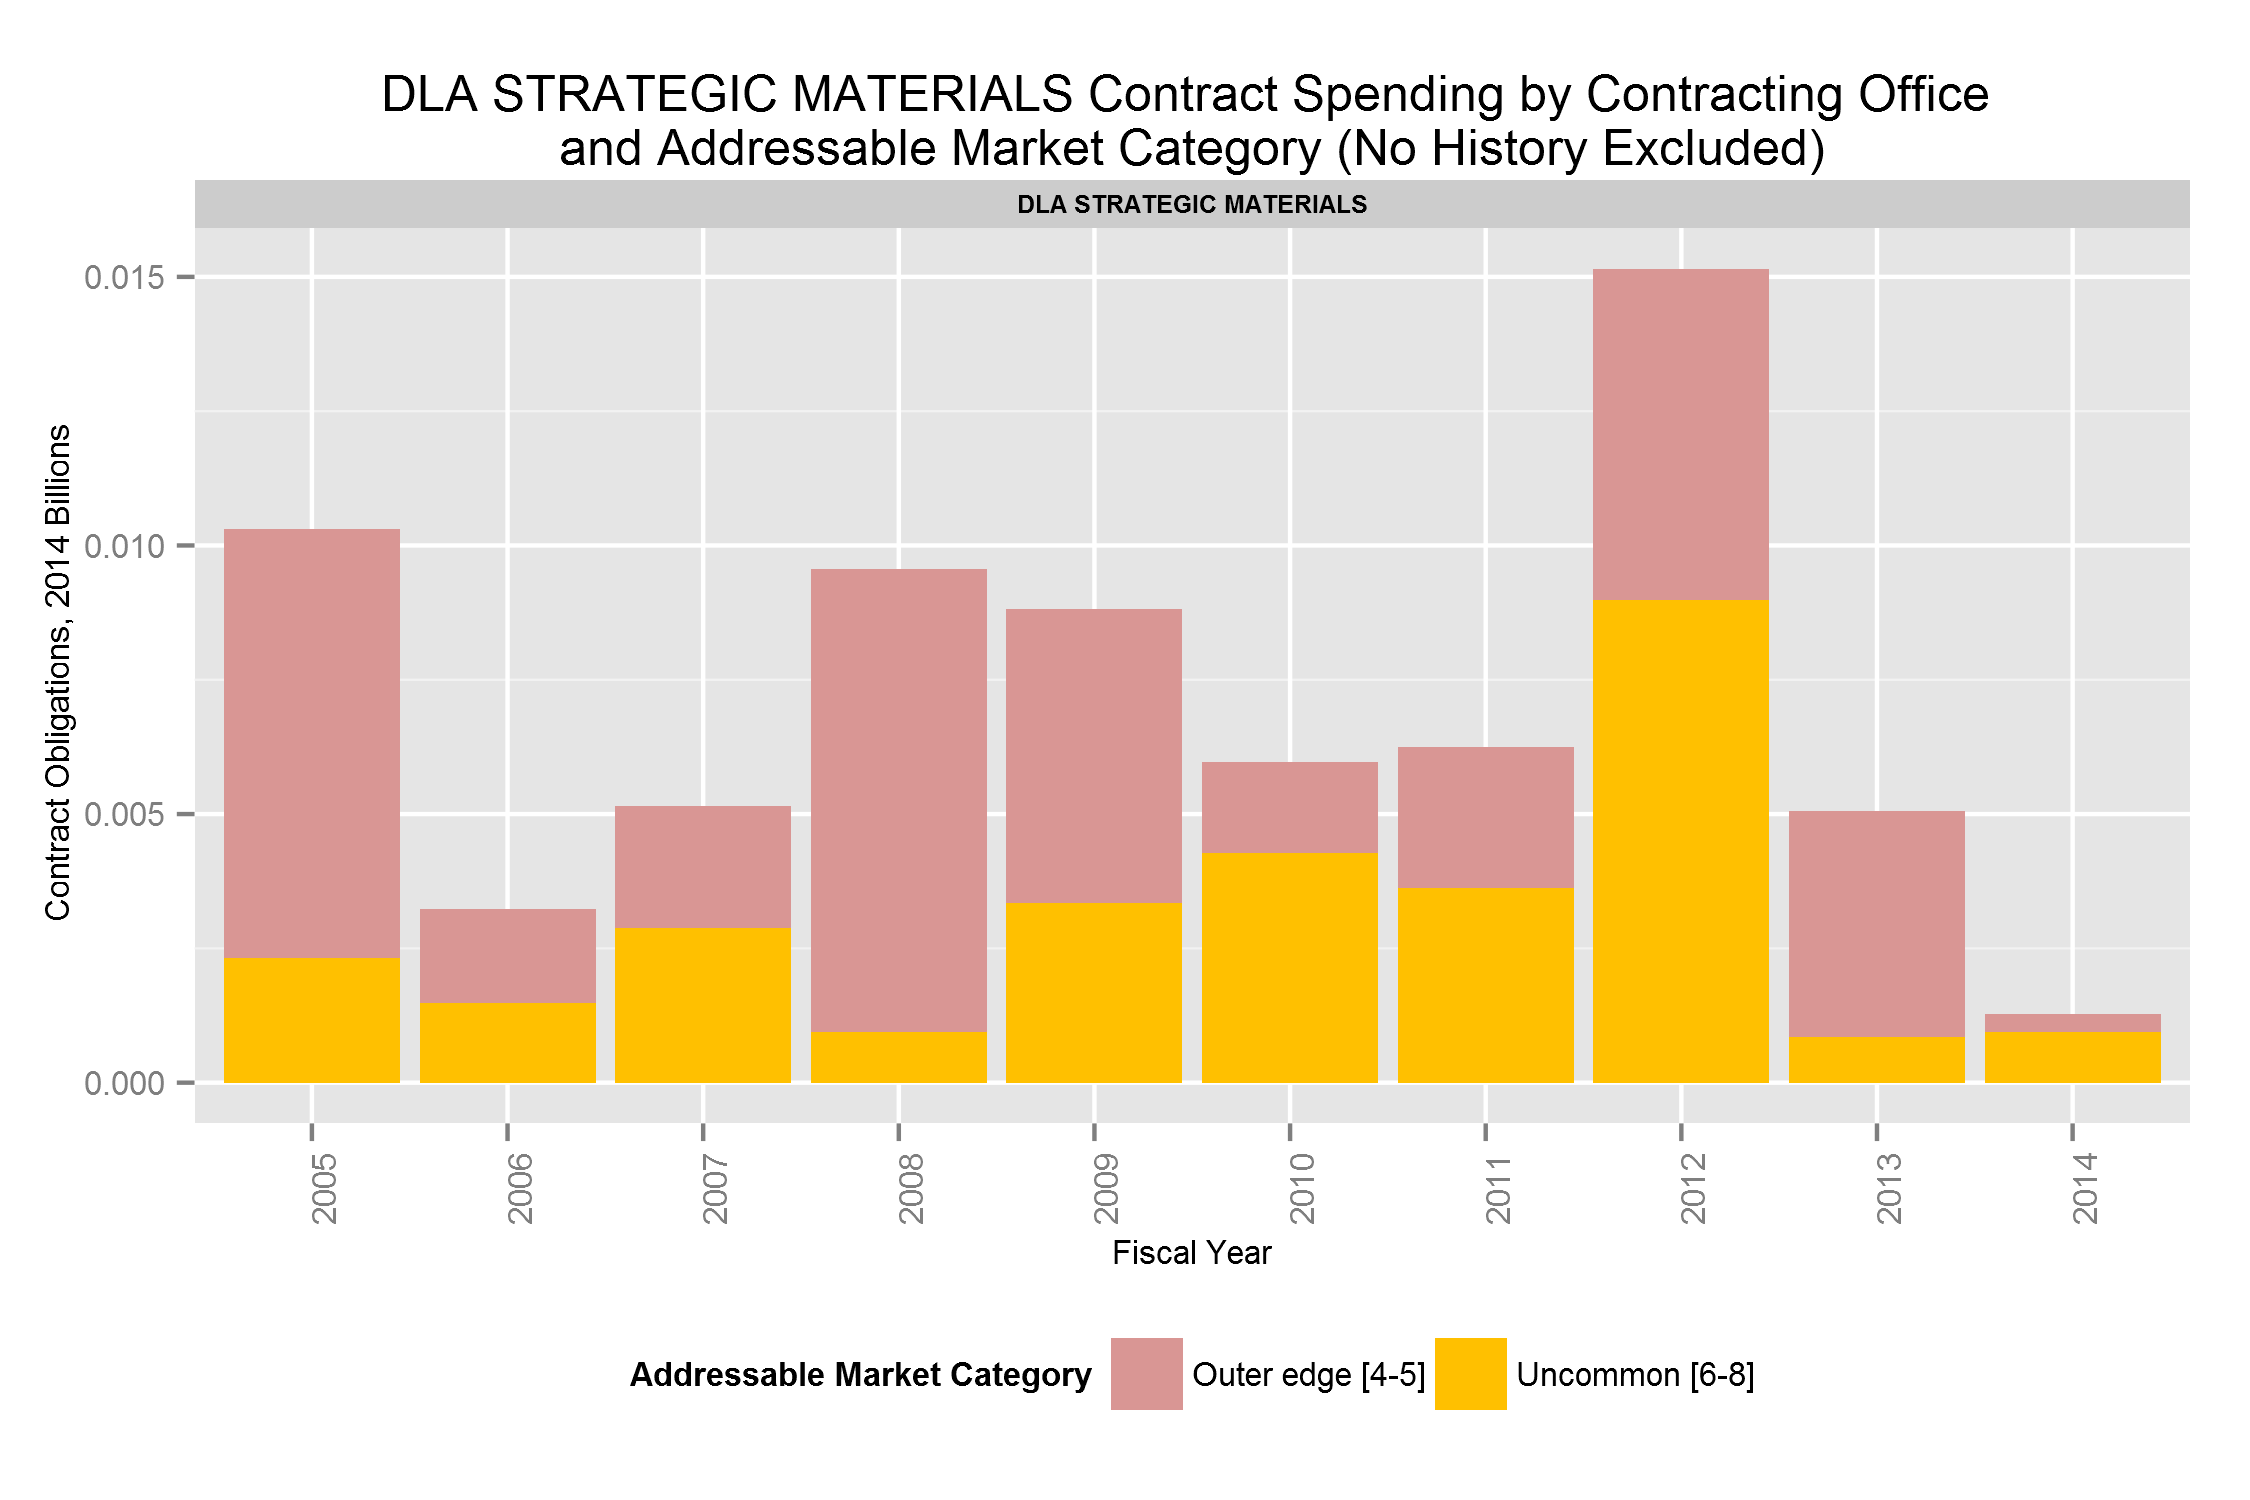 DLA STRATEGIC MATERIALS Contract Spending by Contracting Office
and Addressable Market Category (No History Excluded)
DLA STRATEGIC MATERIALS
Contract Obligations, 2014 Billions
0.015
0.010
0.005
0.000
2005
2006
2007
2008
2009
2010
2011
2012
2013
2014
Fiscal Year
Addressable Market Category
Outer edge [4-5]
Uncommon [6-8]